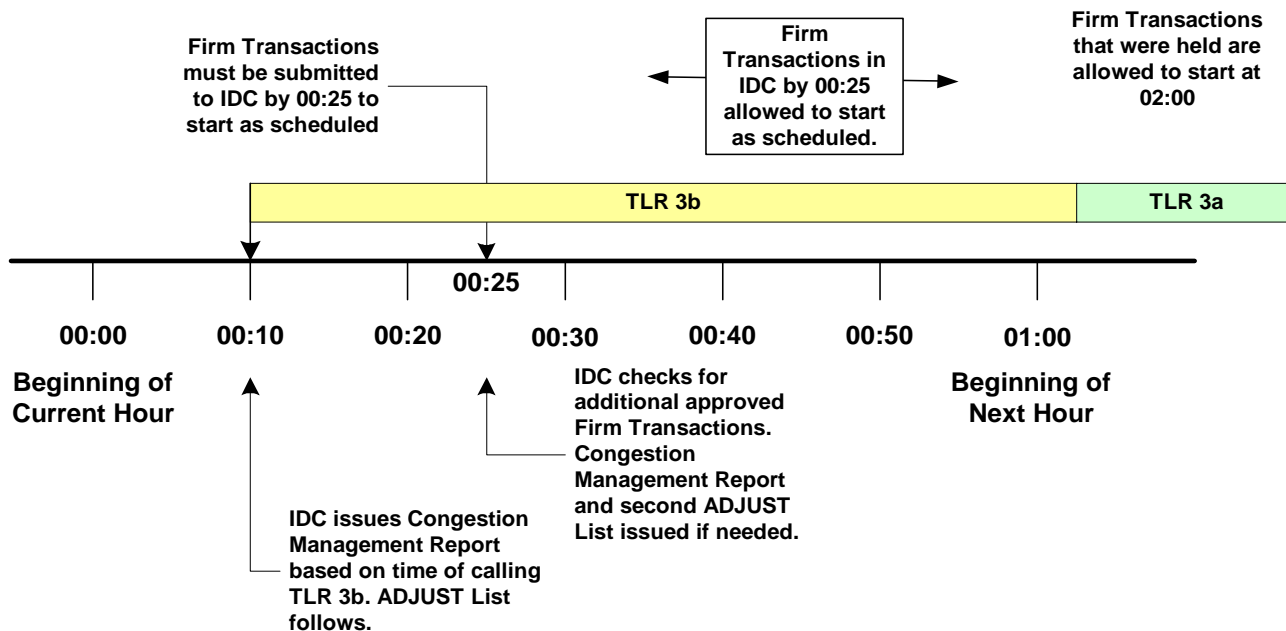 Firm Transactions
must be submitted
to IDC by 00:25 to
start as scheduled
Firm
Transactions in
IDC by 00:25
allowed to start
as scheduled.
Firm Transactions
that were held are
allowed to start at
02:00
TLR 3b
TLR 3a
00:25
00:00
00:10
00:20
00:30
00:40
00:50
01:00
Beginning of
Current Hour
Beginning of
Next Hour
IDC checks for
additional approved
Firm Transactions.
Congestion
Management Report
and second ADJUST
List issued if needed.
IDC issues Congestion
Management Report
based on time of calling
TLR 3b. ADJUST List
follows.